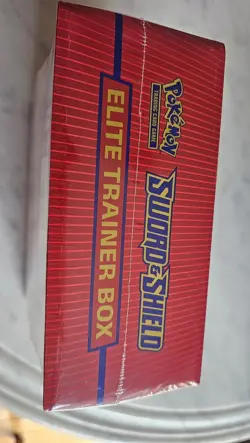 POKÉMON
TRADING CARD GAME
SWORD & SHIELD
ELITE TRAINER BOX